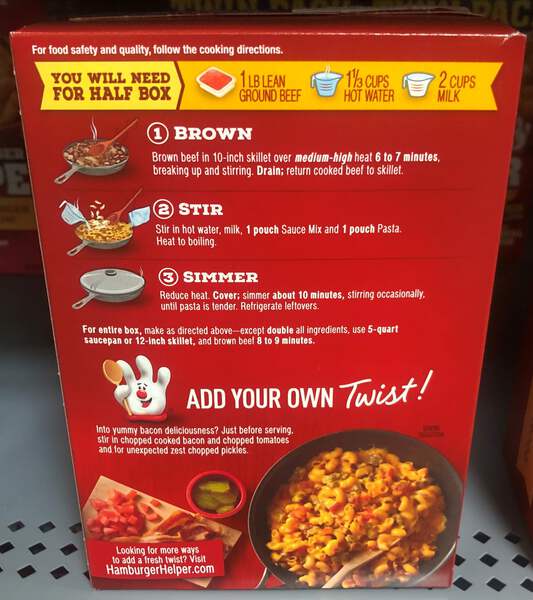 For food safety and quality, follow the cooking directions.
YOU WILL NEED
FOR HALF BOX
1 LB LEAN
GROUND BEEF
1⅓ CUPS
HOT WATER
2 CUPS
MILK
1 BROWN
Brown beef in 10-inch skillet over medium-high heat 6 to 7 minutes,
breaking up and stirring. Drain; return cooked beef to skillet.
2 STIR
Stir in hot water, milk, 1 pouch Sauce Mix and 1 pouch Pasta.
Heat to boiling.
3 SIMMER
Reduce heat. Cover; simmer about 10 minutes, stirring occasionally,
until pasta is tender. Refrigerate leftovers.
For entire box, make as directed above—except double all ingredients, use 5-quart
saucepan or 12-inch skillet, and brown beef 8 to 9 minutes.
ADD YOUR OWN Twist!
Into yummy bacon deliciousness? Just before serving,
stir in chopped cooked bacon and chopped tomatoes
and for unexpected zest chopped pickles.
SERVING
SUGGESTION
Looking for more ways
to add a fresh twist? Visit
HamburgerHelper.com